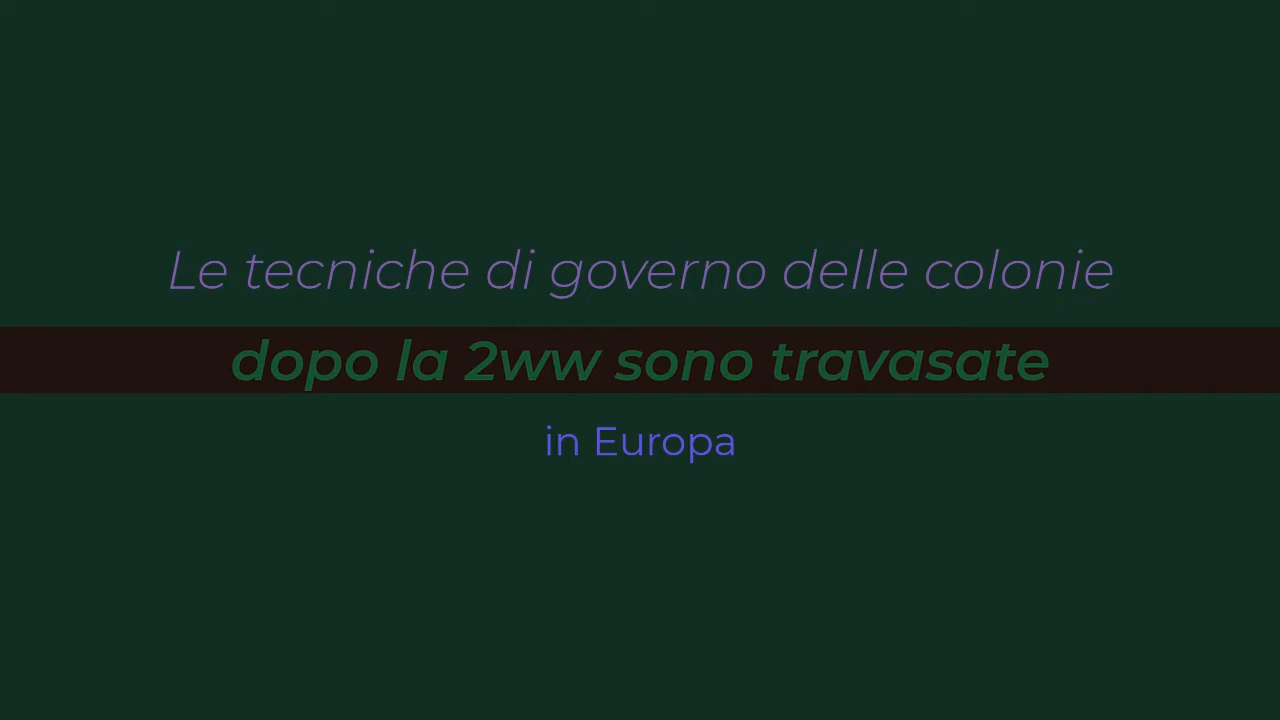 Le tecniche di governo delle colonie
dopo la 2ww sono travasate
in Europa